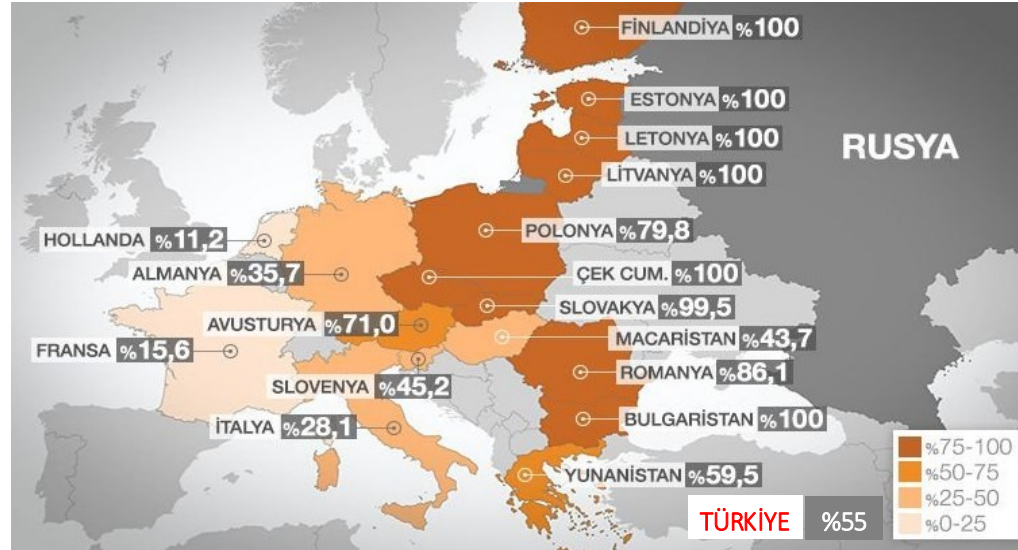 FİNLANDİYA %100
ESTONYA %100
LETONYA %100
RUSYA
LİTVANYA %100
POLONYA %79,8
HOLLANDA %11,2
ALMANYA %35,7
ÇEK CUM. %100
SLOVAKYA %99,5
AVUSTURYA %71,0
MACARİSTAN %43,7
FRANSA %15,6
ROMANYA %86,1
SLOVENYA %45,2
BULGARİSTAN %100
İTALYA %28,1
YUNANİSTAN %59,5
%75-100
%50-75
%25-50
%0-25
TÜRKİYE %55